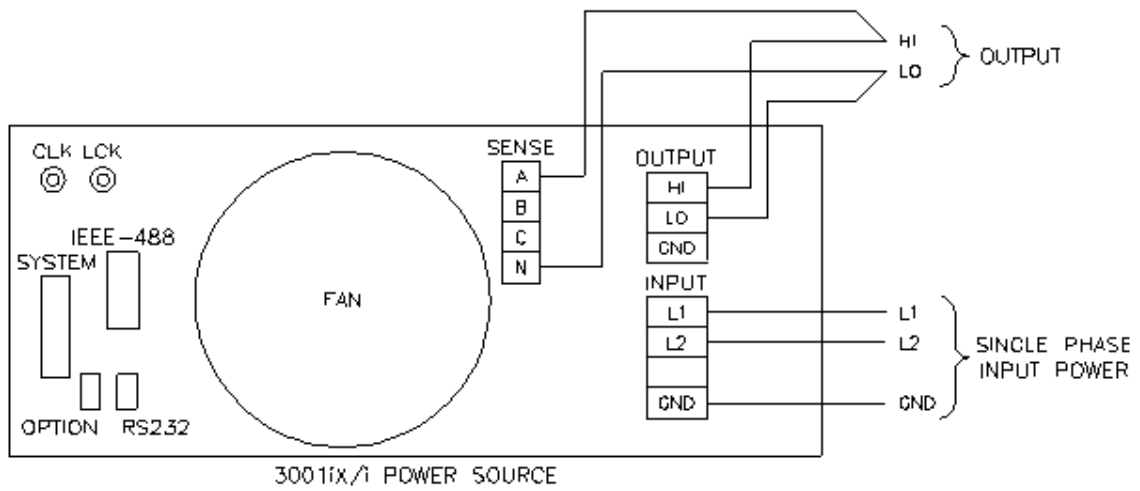 HI
LO
OUTPUT
CLK LCK
SENSE
A
B
C
N
OUTPUT
HI
LO
GND
IEEE-488
SYSTEM
FAN
INPUT
L1
L2
GND
L1
L2
GND
SINGLE PHASE
INPUT POWER
OPTION RS232
3001iX/i POWER SOURCE